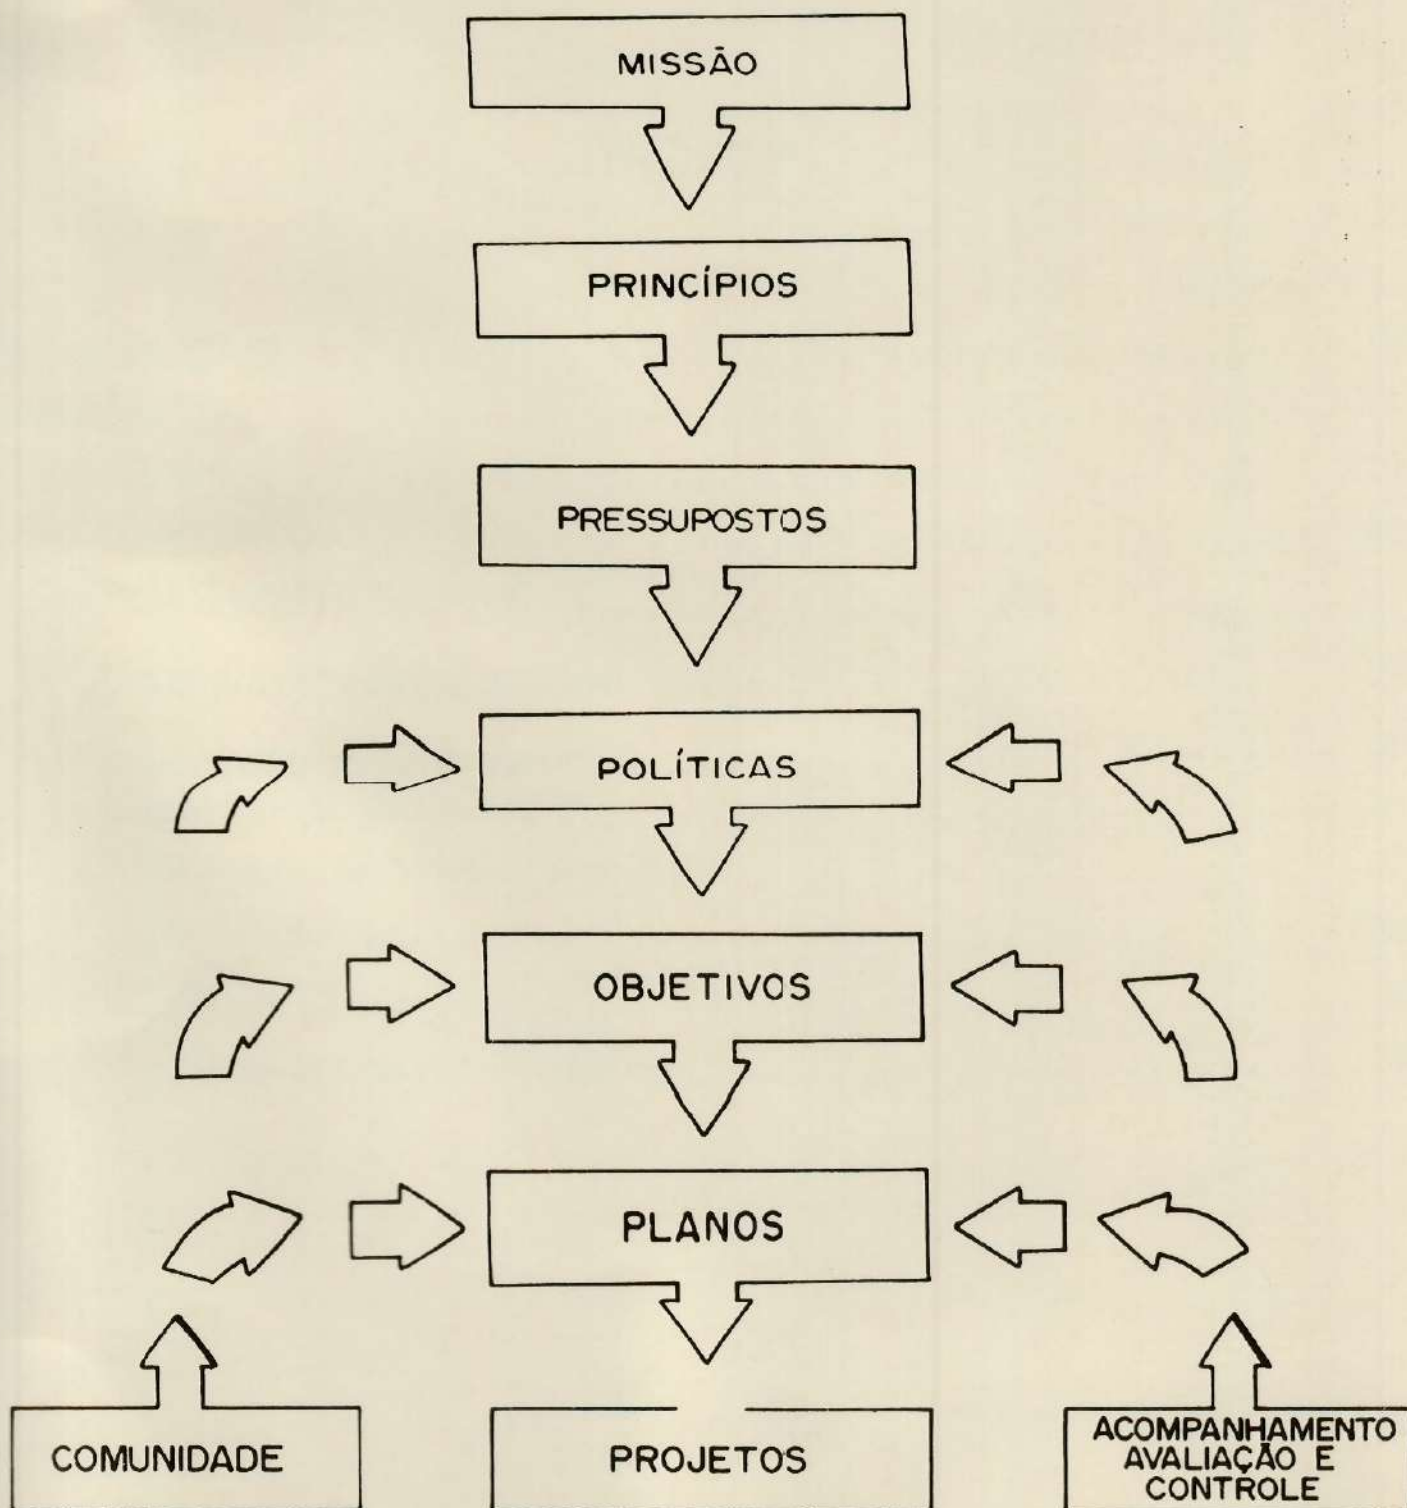 MISSÃO
PRINCÍPIOS
PRESSUPOSTOS
POLÍTICAS
OBJETIVOS
PLANOS
COMUNIDADE
PROJETOS
ACOMPANHAMENTO
AVALIAÇÃO E
CONTROLE